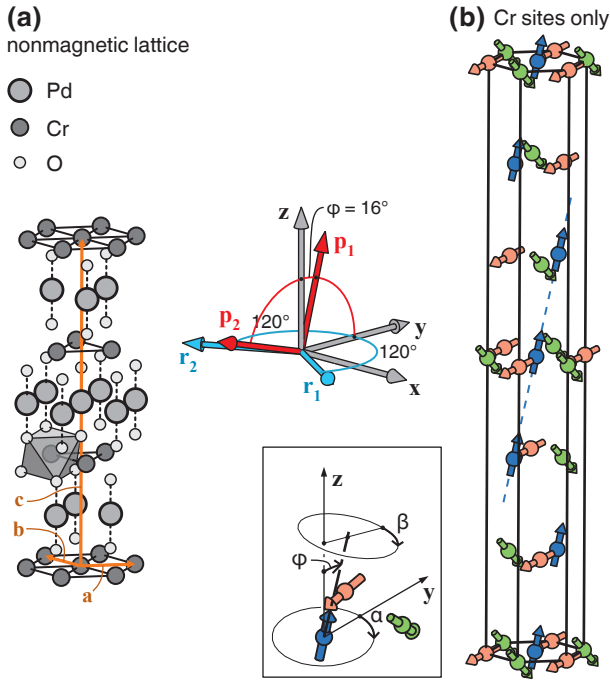 (a)
nonmagnetic lattice
Pd
Cr
O
c
b
a
φ = 16°
z
p₁
p₂
120°
y
120°
r₂
r₁
x
z
β
φ
y
α
(b) Cr sites only